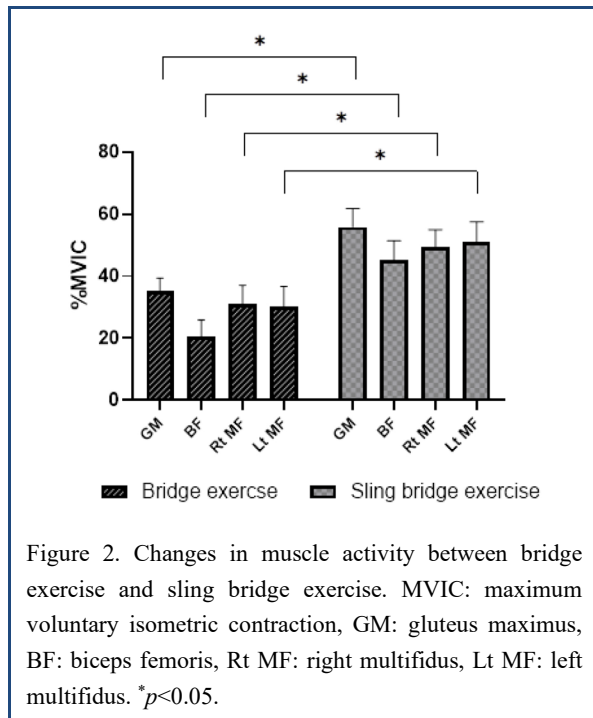 *
*
*
*
80
60
40
20
0
%MVIC
GM BF Rt MF Lt MF GM BF Rt MF Lt MF
Bridge exercse Sling bridge exercise
Figure 2. Changes in muscle activity between bridge
exercise and sling bridge exercise. MVIC: maximum
voluntary isometric contraction, GM: gluteus maximus,
BF: biceps femoris, Rt MF: right multifidus, Lt MF: left
multifidus. *p<0.05.